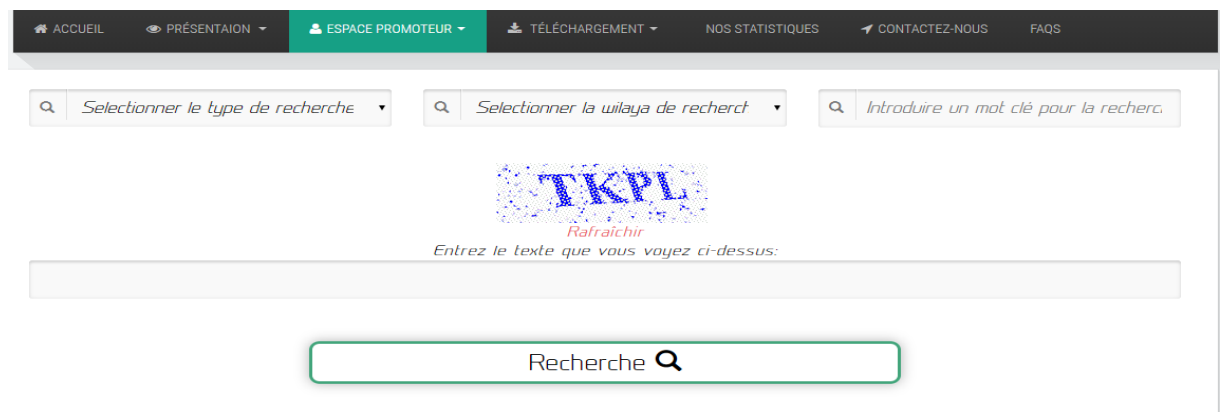 ACCUEIL PRÉSENTAION ESPACE PROMOTEUR TÉLÉCHARGEMENT NOS STATISTIQUES CONTACTEZ-NOUS FAQS
Selectionner le type de recherche Selectionner la wilaya de recherch Introduire un mot clé pour la recherc
TKPL
Rafraîchir
Entrez le texte que vous voyez ci-dessus:
Recherche